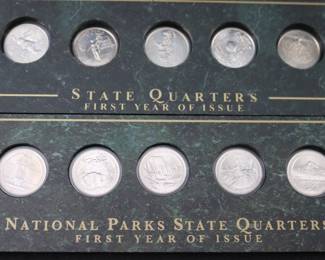 STATE QUARTERS
FIRST YEAR OF ISSUE
NATIONAL PARKS STATE QUARTERS
FIRST YEAR OF ISSUE